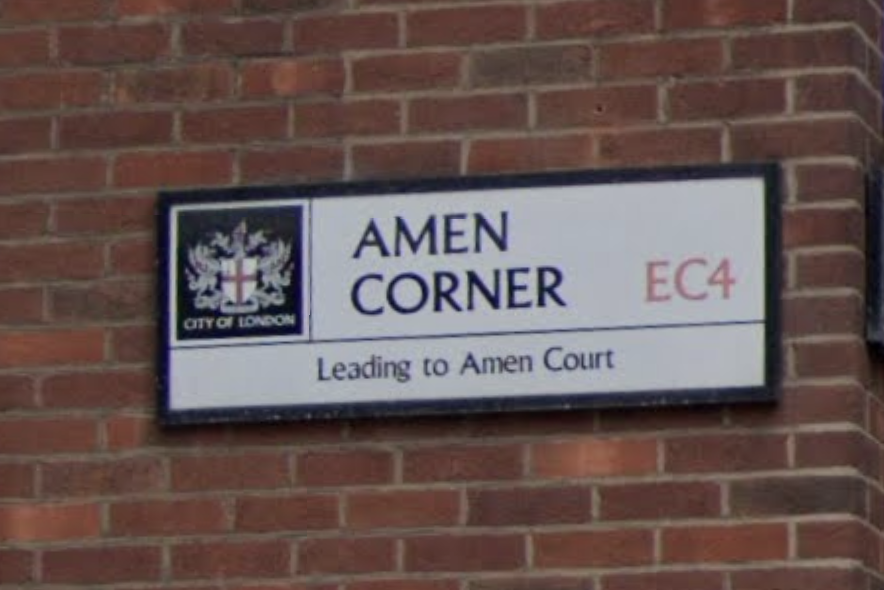 AMEN
CORNER
EC4
CITY OF LONDON
Leading to Amen Court